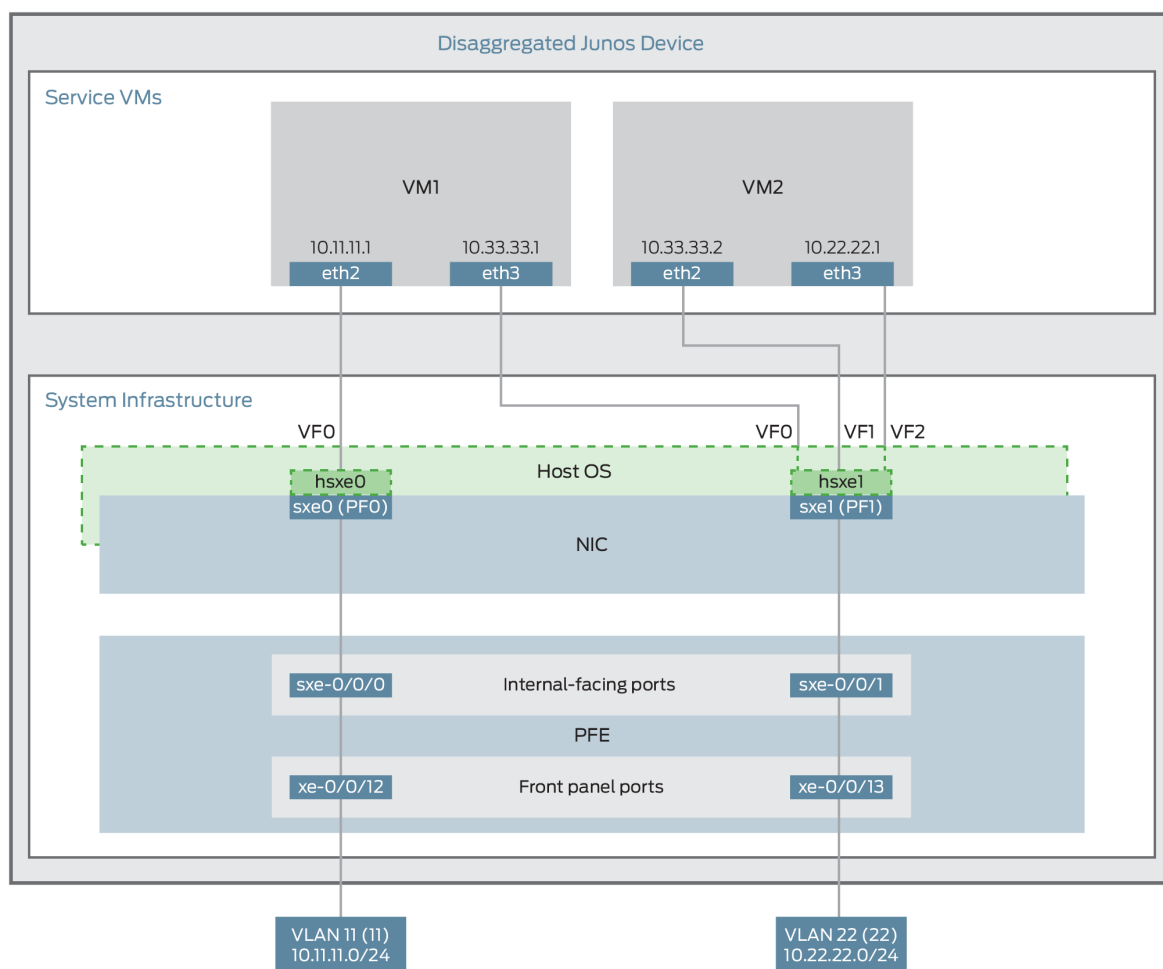 Disaggregated Junos Device
Service VMs
VM1
VM2
10.11.11.1
10.33.33.1
10.33.33.2
10.22.22.1
eth2
eth3
eth2
eth3
System Infrastructure
VF0
VF0
VF1
VF2
Host OS
hsxe0
hsxe1
sxe0 (PF0)
sxe1 (PF1)
NIC
sxe-0/0/0
Internal-facing ports
sxe-0/0/1
PFE
xe-0/0/12
Front panel ports
xe-0/0/13
VLAN 11 (11)
10.11.11.0/24
VLAN 22 (22)
10.22.22.0/24